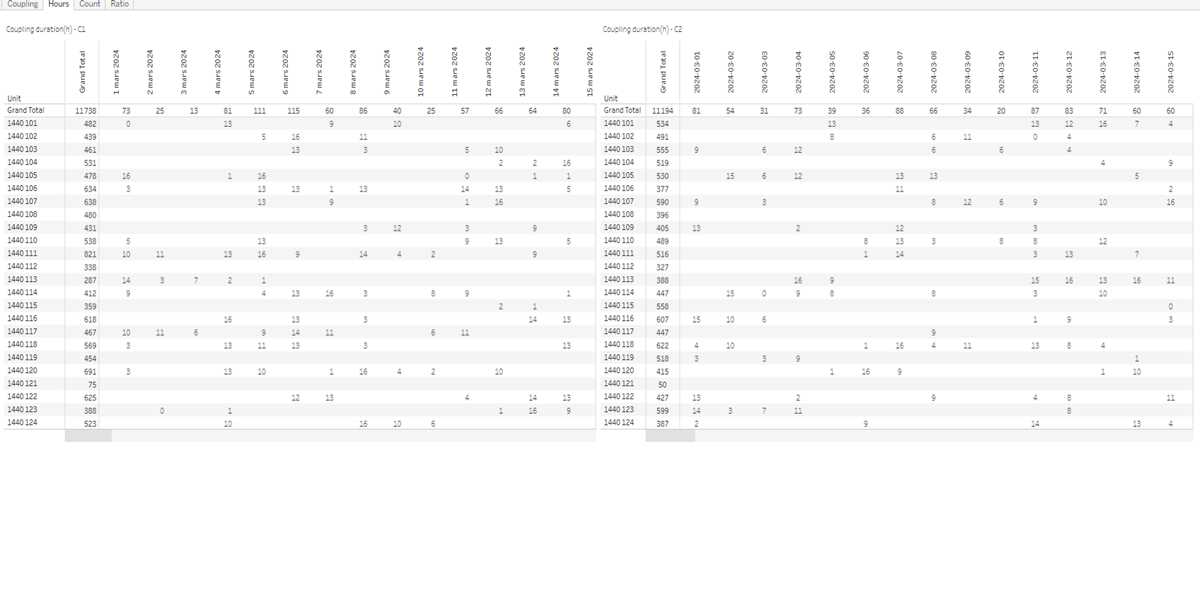 Coupling Hours Count Ratio
Coupling duration(h) - C1
Unit Grand Total 1 mars 2024 2 mars 2024 3 mars 2024 4 mars 2024 5 mars 2024 6 mars 2024 7 mars 2024 8 mars 2024 9 mars 2024 10 mars 2024 11 mars 2024 12 mars 2024 13 mars 2024 14 mars 2024 15 mars 2024
Grand Total 11738 73 25 13 81 111 115 60 86 40 25 57 66 64 80
1440 101 482 0 13 9 10 6
1440 102 439 5 16 11
1440 103 461 13 3 5 10
1440 104 531 2 2 16
1440 105 478 16 1 16 0 1 1
1440 106 634 3 13 13 1 13 14 13 5
1440 107 638 13 9 1 16
1440 108 480
1440 109 431 3 12 3 9
1440 110 538 5 13 9 13 5
1440 111 821 10 11 13 16 9 14 4 2 9
1440 112 338
1440 113 287 14 3 7 2 1
1440 114 412 9 4 13 16 3 8 9 1
1440 115 359 2 1
1440 116 618 16 13 3 14 13
1440 117 467 10 11 6 9 14 11 6 11
1440 118 569 3 13 11 13 3 13
1440 119 454
1440 120 691 3 13 10 1 16 4 2 10
1440 121 75
1440 122 625 12 13 4 14 13
1440 123 388 0 1 1 16 9
1440 124 523 10 16 10 6
Coupling duration(h) - C2
Unit Grand Total 2024-03-01 2024-03-02 2024-03-03 2024-03-04 2024-03-05 2024-03-06 2024-03-07 2024-03-08 2024-03-09 2024-03-10 2024-03-11 2024-03-12 2024-03-13 2024-03-14 2024-03-15
Grand Total 11194 81 54 31 73 39 36 88 66 34 20 87 83 71 60 60
1440 101 534 13 13 12 16 7 4
1440 102 491 8 6 11 0 4
1440 103 555 9 6 12 6 6 4
1440 104 519 4 9
1440 105 530 15 6 12 13 13 5
1440 106 377 11 2
1440 107 590 9 3 8 12 6 9 10 16
1440 108 396
1440 109 405 13 2 12 3
1440 110 489 8 13 3 8 8 12
1440 111 516 1 14 3 13 7
1440 112 327
1440 113 388 16 9 15 16 13 16 11
1440 114 447 15 0 9 8 8 3 10
1440 115 558 0
1440 116 607 15 10 6 1 9 3
1440 117 447 9
1440 118 622 4 10 1 16 4 11 13 8 4
1440 119 518 3 3 9 1
1440 120 415 1 16 9 1 10
1440 121 50
1440 122 427 13 2 9 4 8 11
1440 123 599 14 3 7 11 8
1440 124 387 2 9 14 13 4